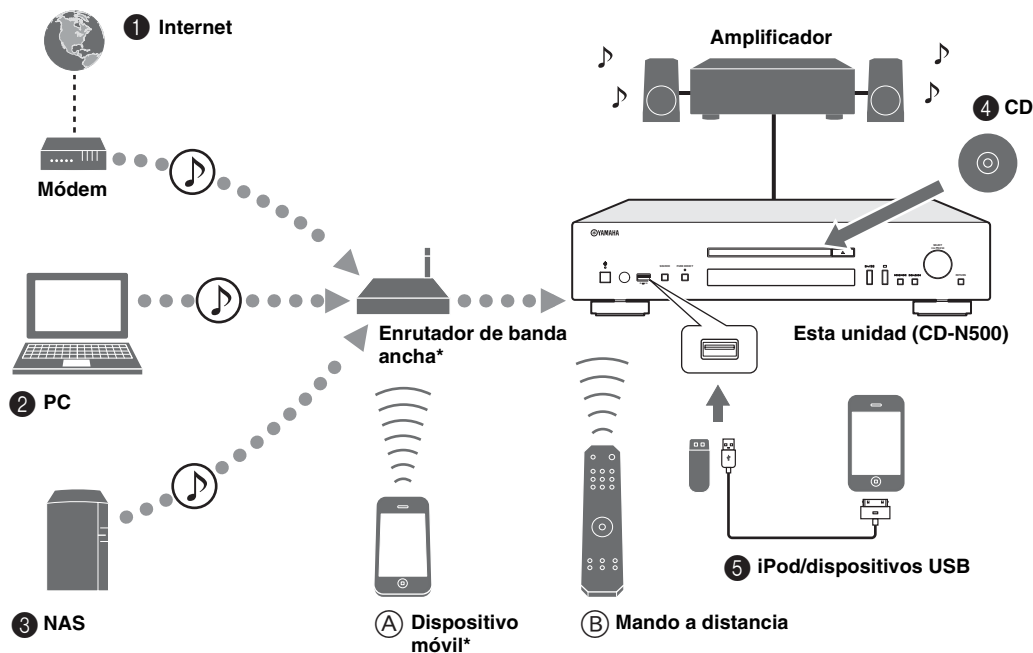 1 Internet
Amplificador
4 CD
Módem
YAMAHA
Enrutador de banda
ancha*
Esta unidad (CD-N500)
2 PC
5 iPod/dispositivos USB
3 NAS
A Dispositivo
móvil*
B Mando a distancia